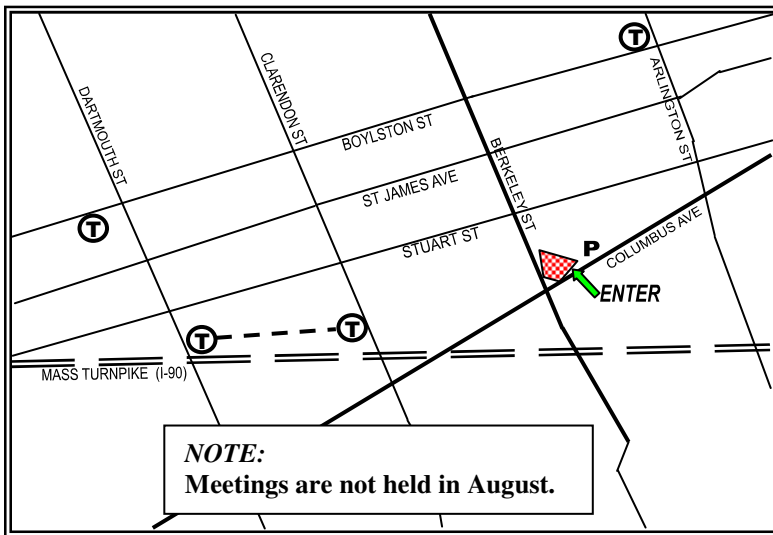 T
CLARENDON ST
ARLINGTON ST
DARTMOUTH ST
BOYLSTON ST
BERKELEY ST
ST JAMES AVE
T
STUART ST
P
COLUMBUS AVE
ENTER
T
T
MASS TURNPIKE (I-90)
NOTE:
Meetings are not held in August.